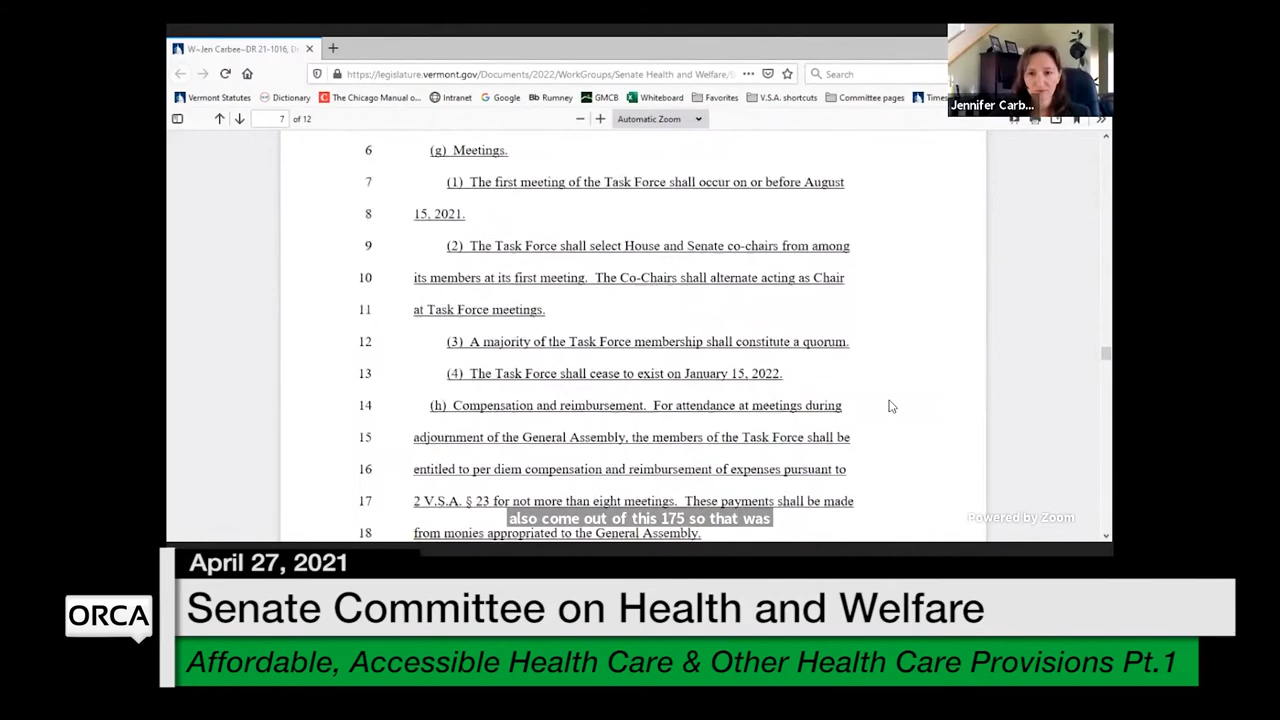 W~Jen Carbee~DR 21-1016, D
https://legislature.vermont.gov/Documents/2022/WorkGroups/Senate Health and Welfare/
Search
Vermont Statutes
Dictionary
The Chicago Manual o...
Intranet
Google
Bb Rumney
GMCB
Whiteboard
Favorites
V.S.A. shortcuts
Committee pages
Times
Jennifer Carb...
7 of 12
Automatic Zoom
6 (g) Meetings.
7 (1) The first meeting of the Task Force shall occur on or before August
8 15, 2021.
9 (2) The Task Force shall select House and Senate co-chairs from among
10 its members at its first meeting. The Co-Chairs shall alternate acting as Chair
11 at Task Force meetings.
12 (3) A majority of the Task Force membership shall constitute a quorum.
13 (4) The Task Force shall cease to exist on January 15, 2022.
14 (h) Compensation and reimbursement. For attendance at meetings during
15 adjournment of the General Assembly, the members of the Task Force shall be
16 entitled to per diem compensation and reimbursement of expenses pursuant to
17 2 V.S.A. § 23 for not more than eight meetings. These payments shall be made
also come out of this 175 so that was
Powered by Zoom
18 from monies appropriated to the General Assembly.
April 27, 2021
ORCA
Senate Committee on Health and Welfare
Affordable, Accessible Health Care & Other Health Care Provisions Pt.1